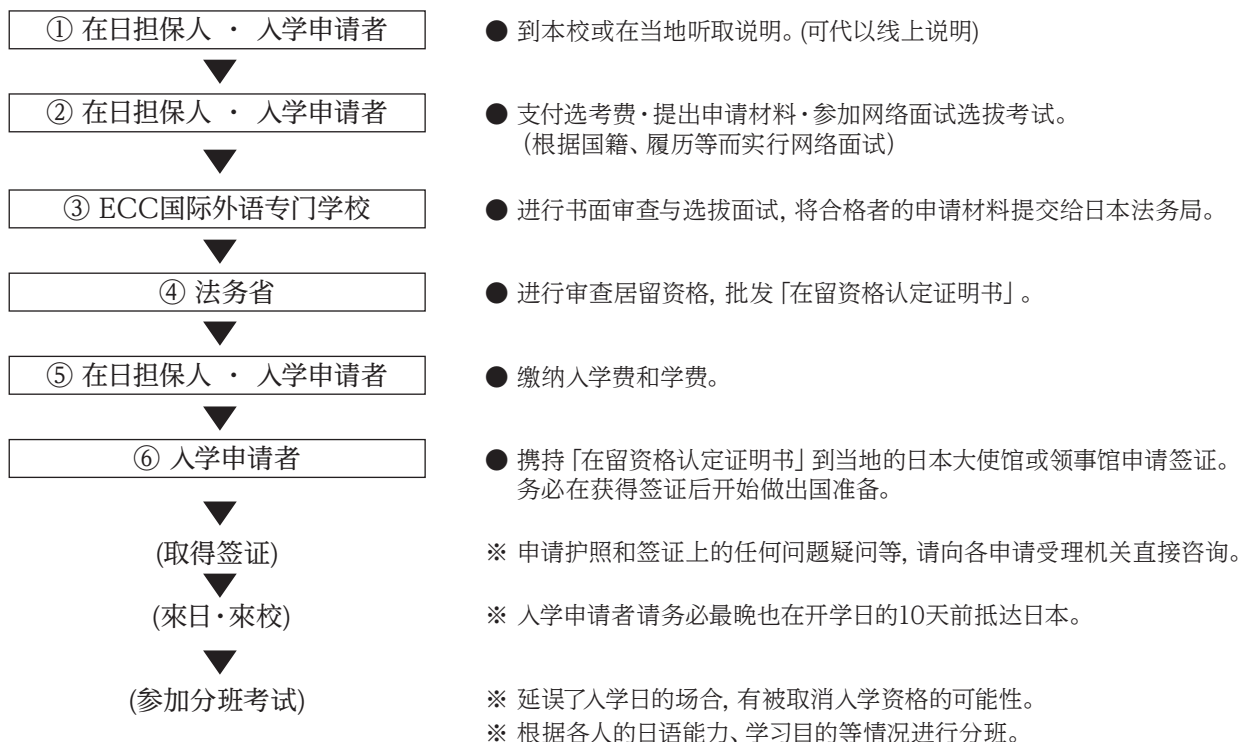 ① 在日担保人 ・ 入学申请者
● 到本校或在当地听取说明。(可代以线上说明)
② 在日担保人 ・ 入学申请者
● 支付选考费・提出申请材料・参加网络面试选拔考试。
(根据国籍、履历等而实行网络面试)
③ ECC国际外语专门学校
● 进行书面审查与选拔面试, 将合格者的申请材料提交给日本法务局。
④ 法务省
● 进行审查居留资格, 批发「在留资格认定证明书」。
⑤ 在日担保人 ・ 入学申请者
● 缴纳入学费和学费。
⑥ 入学申请者
● 携持「在留资格认定证明书」到当地的日本大使馆或领事馆申请签证。
务必在获得签证后开始做出国准备。
(取得签证)
※ 申请护照和签证上的任何问题疑问等, 请向各申请受理机关直接咨询。
(來日・來校)
※ 入学申请者请务必最晚也在开学日的10天前抵达日本。
(参加分班考试)
※ 延误了入学日的场合, 有被取消入学资格的可能性。
※ 根据各人的日语能力、学习目的等情况进行分班。